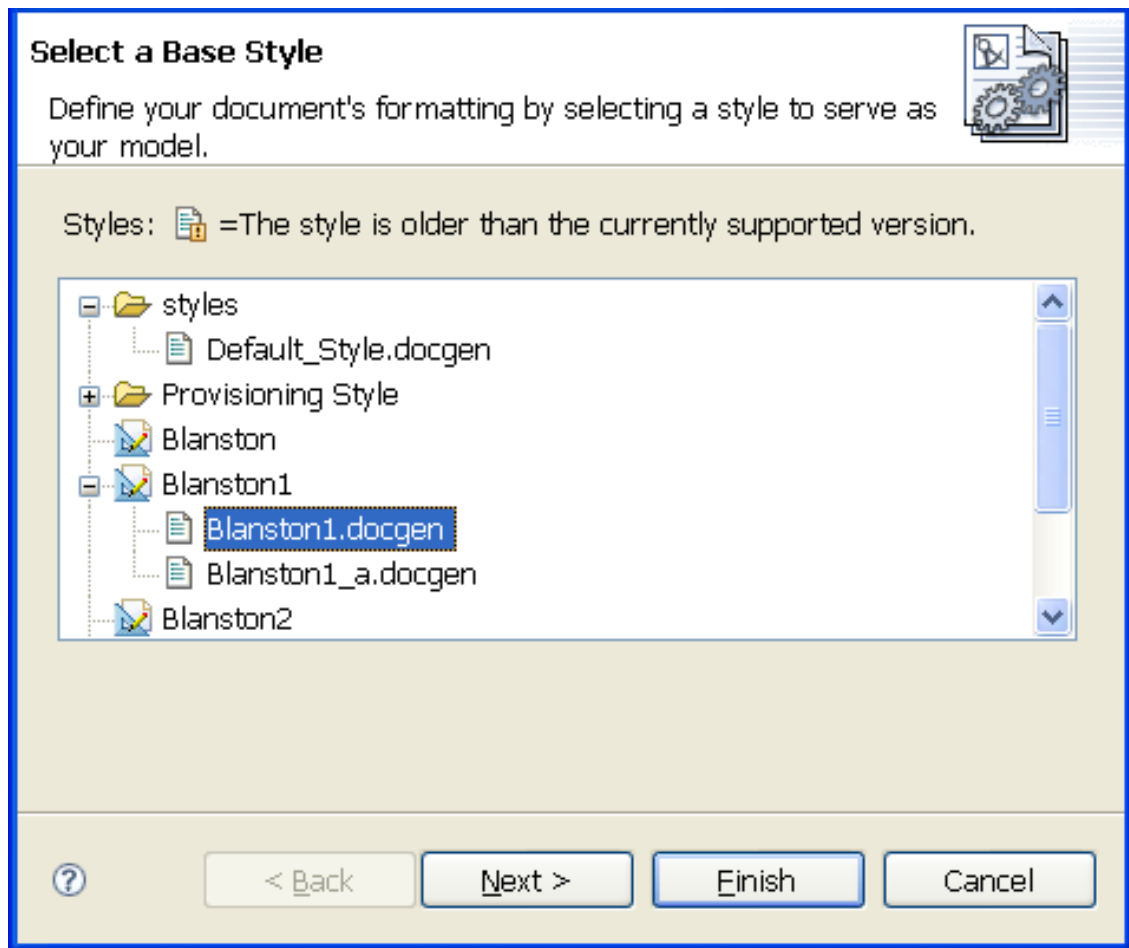 Select a Base Style
Define your document's formatting by selecting a style to serve as
your model.
Styles: =The style is older than the currently supported version.
styles
Default_Style.docgen
Provisioning Style
Blanston
Blanston1
Blanston1.docgen
Blanston1_a.docgen
Blanston2
< Back Next > Finish Cancel